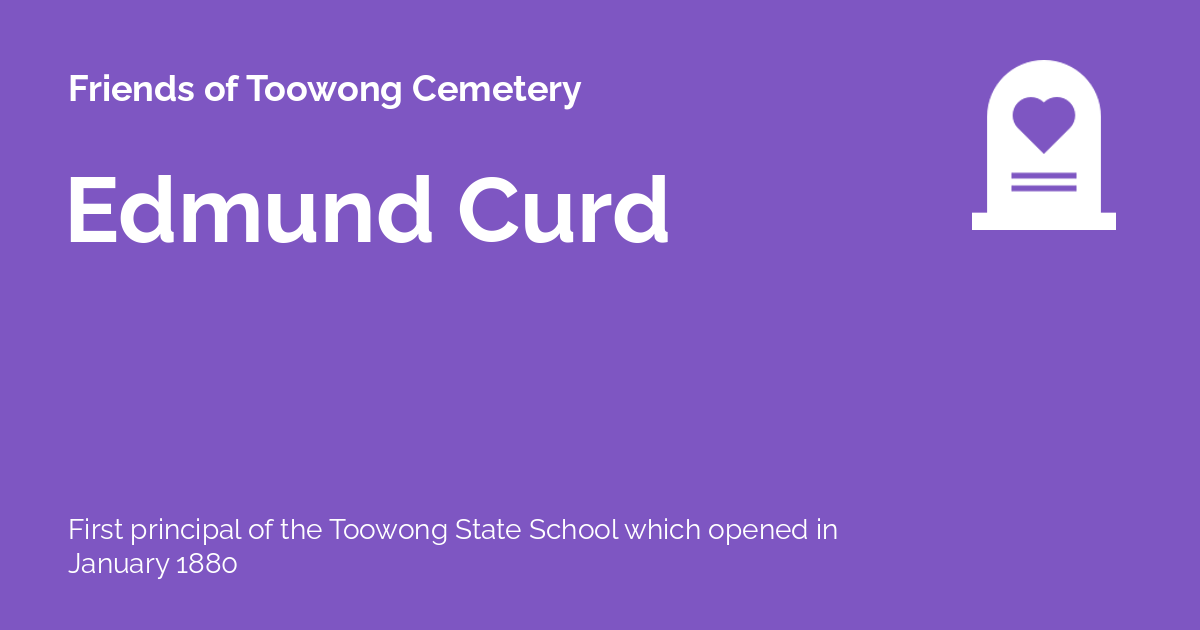 Friends of Toowong Cemetery
Edmund Curd
First principal of the Toowong State School which opened in
January 1880